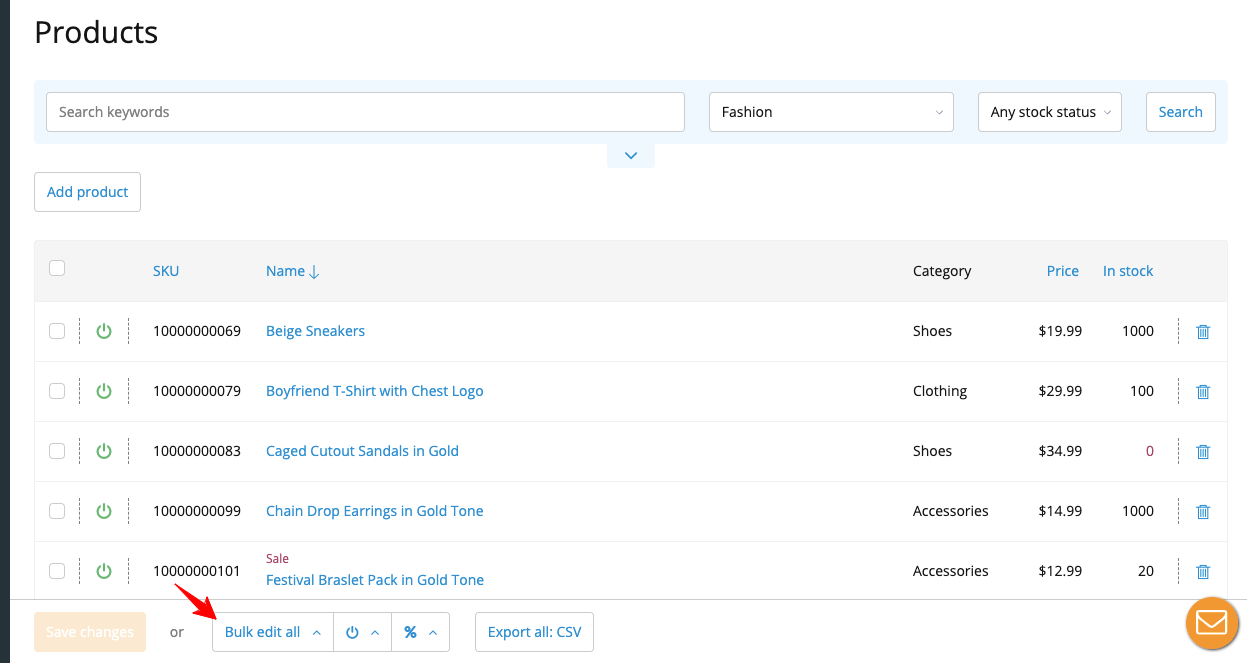 Products
Search keywords Fashion Any stock status Search
Add product
SKU Name Category Price In stock
10000000069 Beige Sneakers Shoes $19.99 1000
10000000079 Boyfriend T-Shirt with Chest Logo Clothing $29.99 100
10000000083 Caged Cutout Sandals in Gold Shoes $34.99 0
10000000099 Chain Drop Earrings in Gold Tone Accessories $14.99 1000
Sale
10000000101 Festival Braslet Pack in Gold Tone Accessories $12.99 20
Save changes or Bulk edit all % Export all: CSV